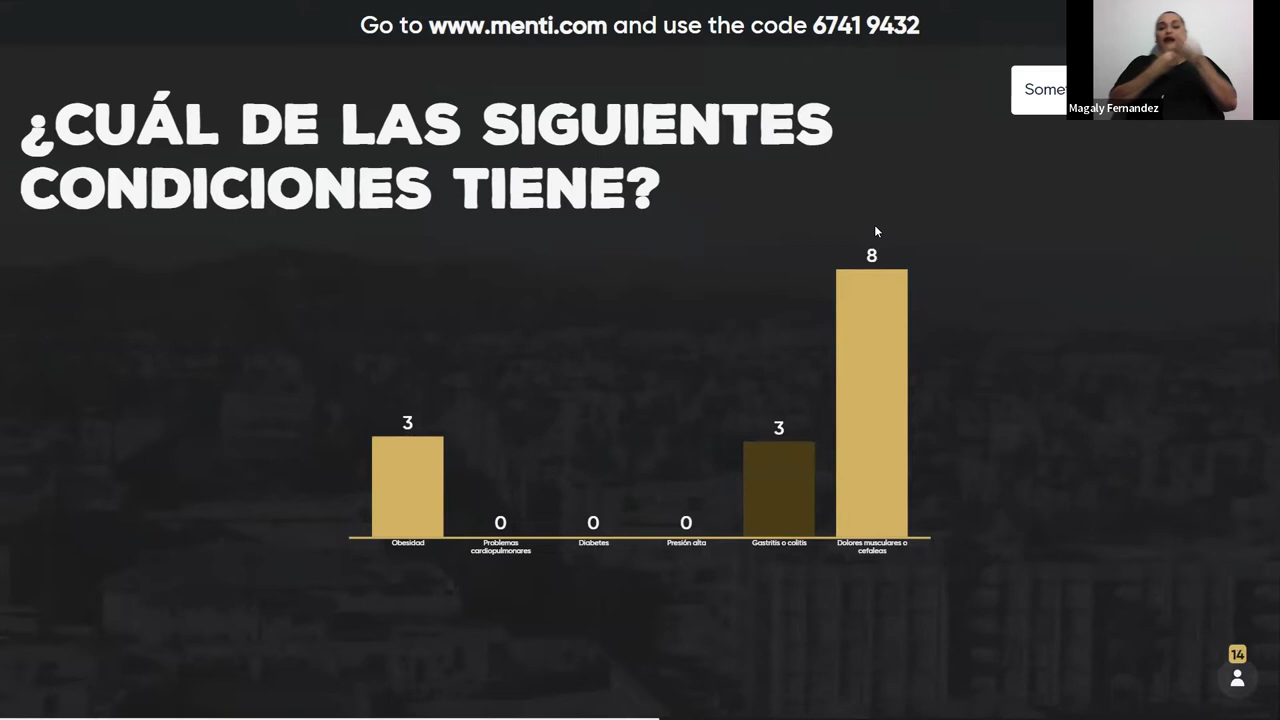 Go to www.menti.com and use the code 6741 9432
Magaly Fernandez
¿CUÁL DE LAS SIGUIENTES
CONDICIONES TIENE?
8
3
3
0
0
0
Obesidad
Problemas
cardiopulmonares
Diabetes
Presión alta
Gastritis o colitis
Dolores musculares o
cefaleas
14